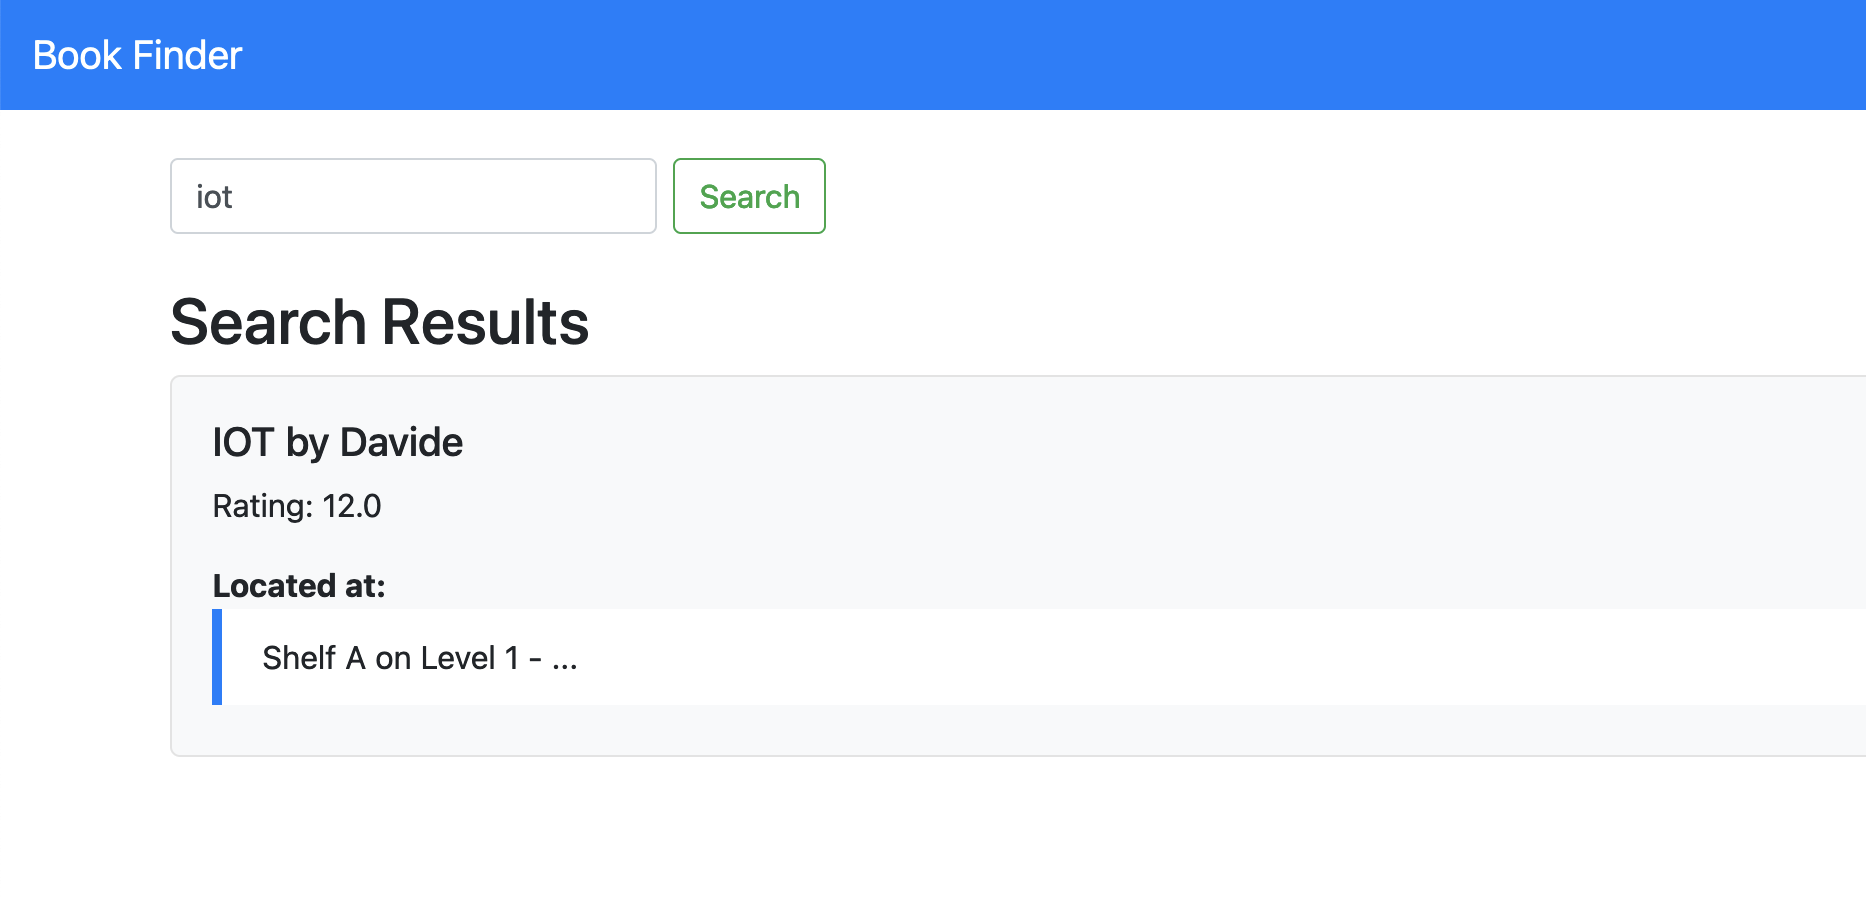 Book Finder
iot
Search
Search Results
IOT by Davide
Rating: 12.0
Located at:
Shelf A on Level 1 - ...